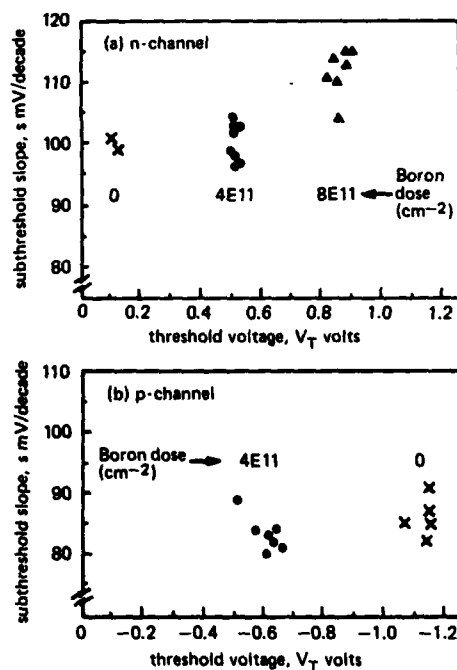 (a) n-channel
subthreshold slope, s mV/decade
120
110
100
90
80
0
4E11
8E11
Boron
dose
(cm⁻²)
0
0.2
0.4
0.6
0.8
1.0
1.2
threshold voltage, V_T volts
(b) p-channel
subthreshold slope, s mV/decade
110
100
90
80
Boron dose
(cm⁻²)
4E11
0
0
−0.2
−0.4
−0.6
−0.8
−1.0
−1.2
threshold voltage, V_T volts